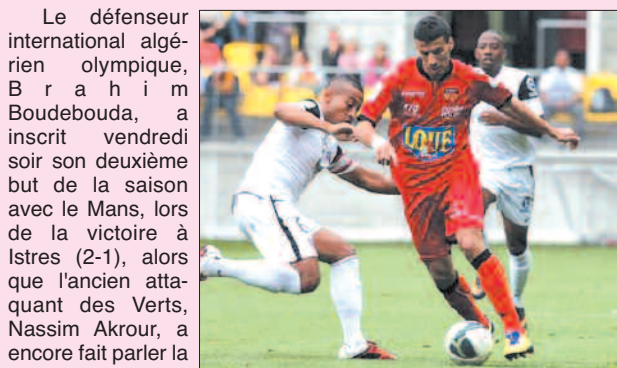 Le défenseur
international algé-
rien olympique,
B r a h i m
Boudebouda, a
inscrit vendredi
soir son deuxième
but de la saison
avec le Mans, lors
de la victoire à
Istres (2-1), alors
que l'ancien atta-
quant des Verts,
Nassim Akrour, a
encore fait parler la
LOUÉ